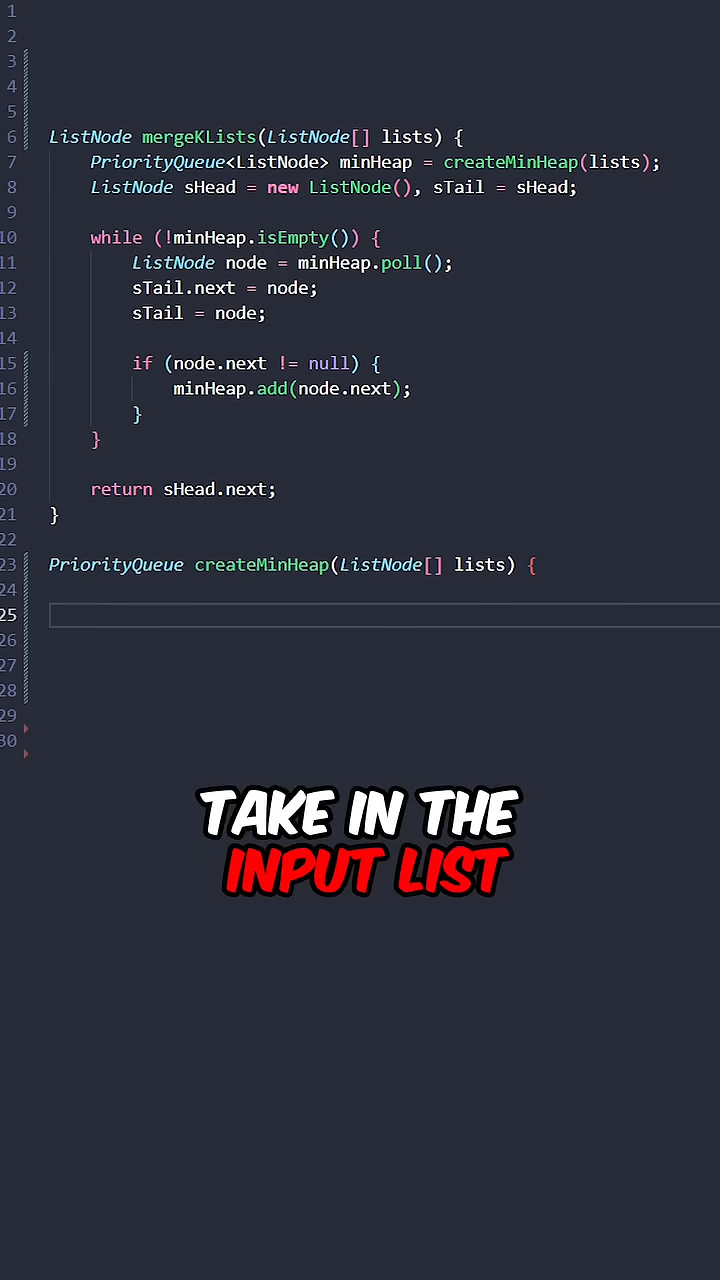 1
2
3
4
5
6 ListNode mergeKLists(ListNode[] lists) {
7 PriorityQueue<ListNode> minHeap = createMinHeap(lists);
8 ListNode sHead = new ListNode(), sTail = sHead;
9
10 while (!minHeap.isEmpty()) {
11 ListNode node = minHeap.poll();
12 sTail.next = node;
13 sTail = node;
14
15 if (node.next != null) {
16 minHeap.add(node.next);
17 }
18 }
19
20 return sHead.next;
21 }
22
23 PriorityQueue createMinHeap(ListNode[] lists) {
24
25
26
27
28
29
30
TAKE IN THE
INPUT LIST